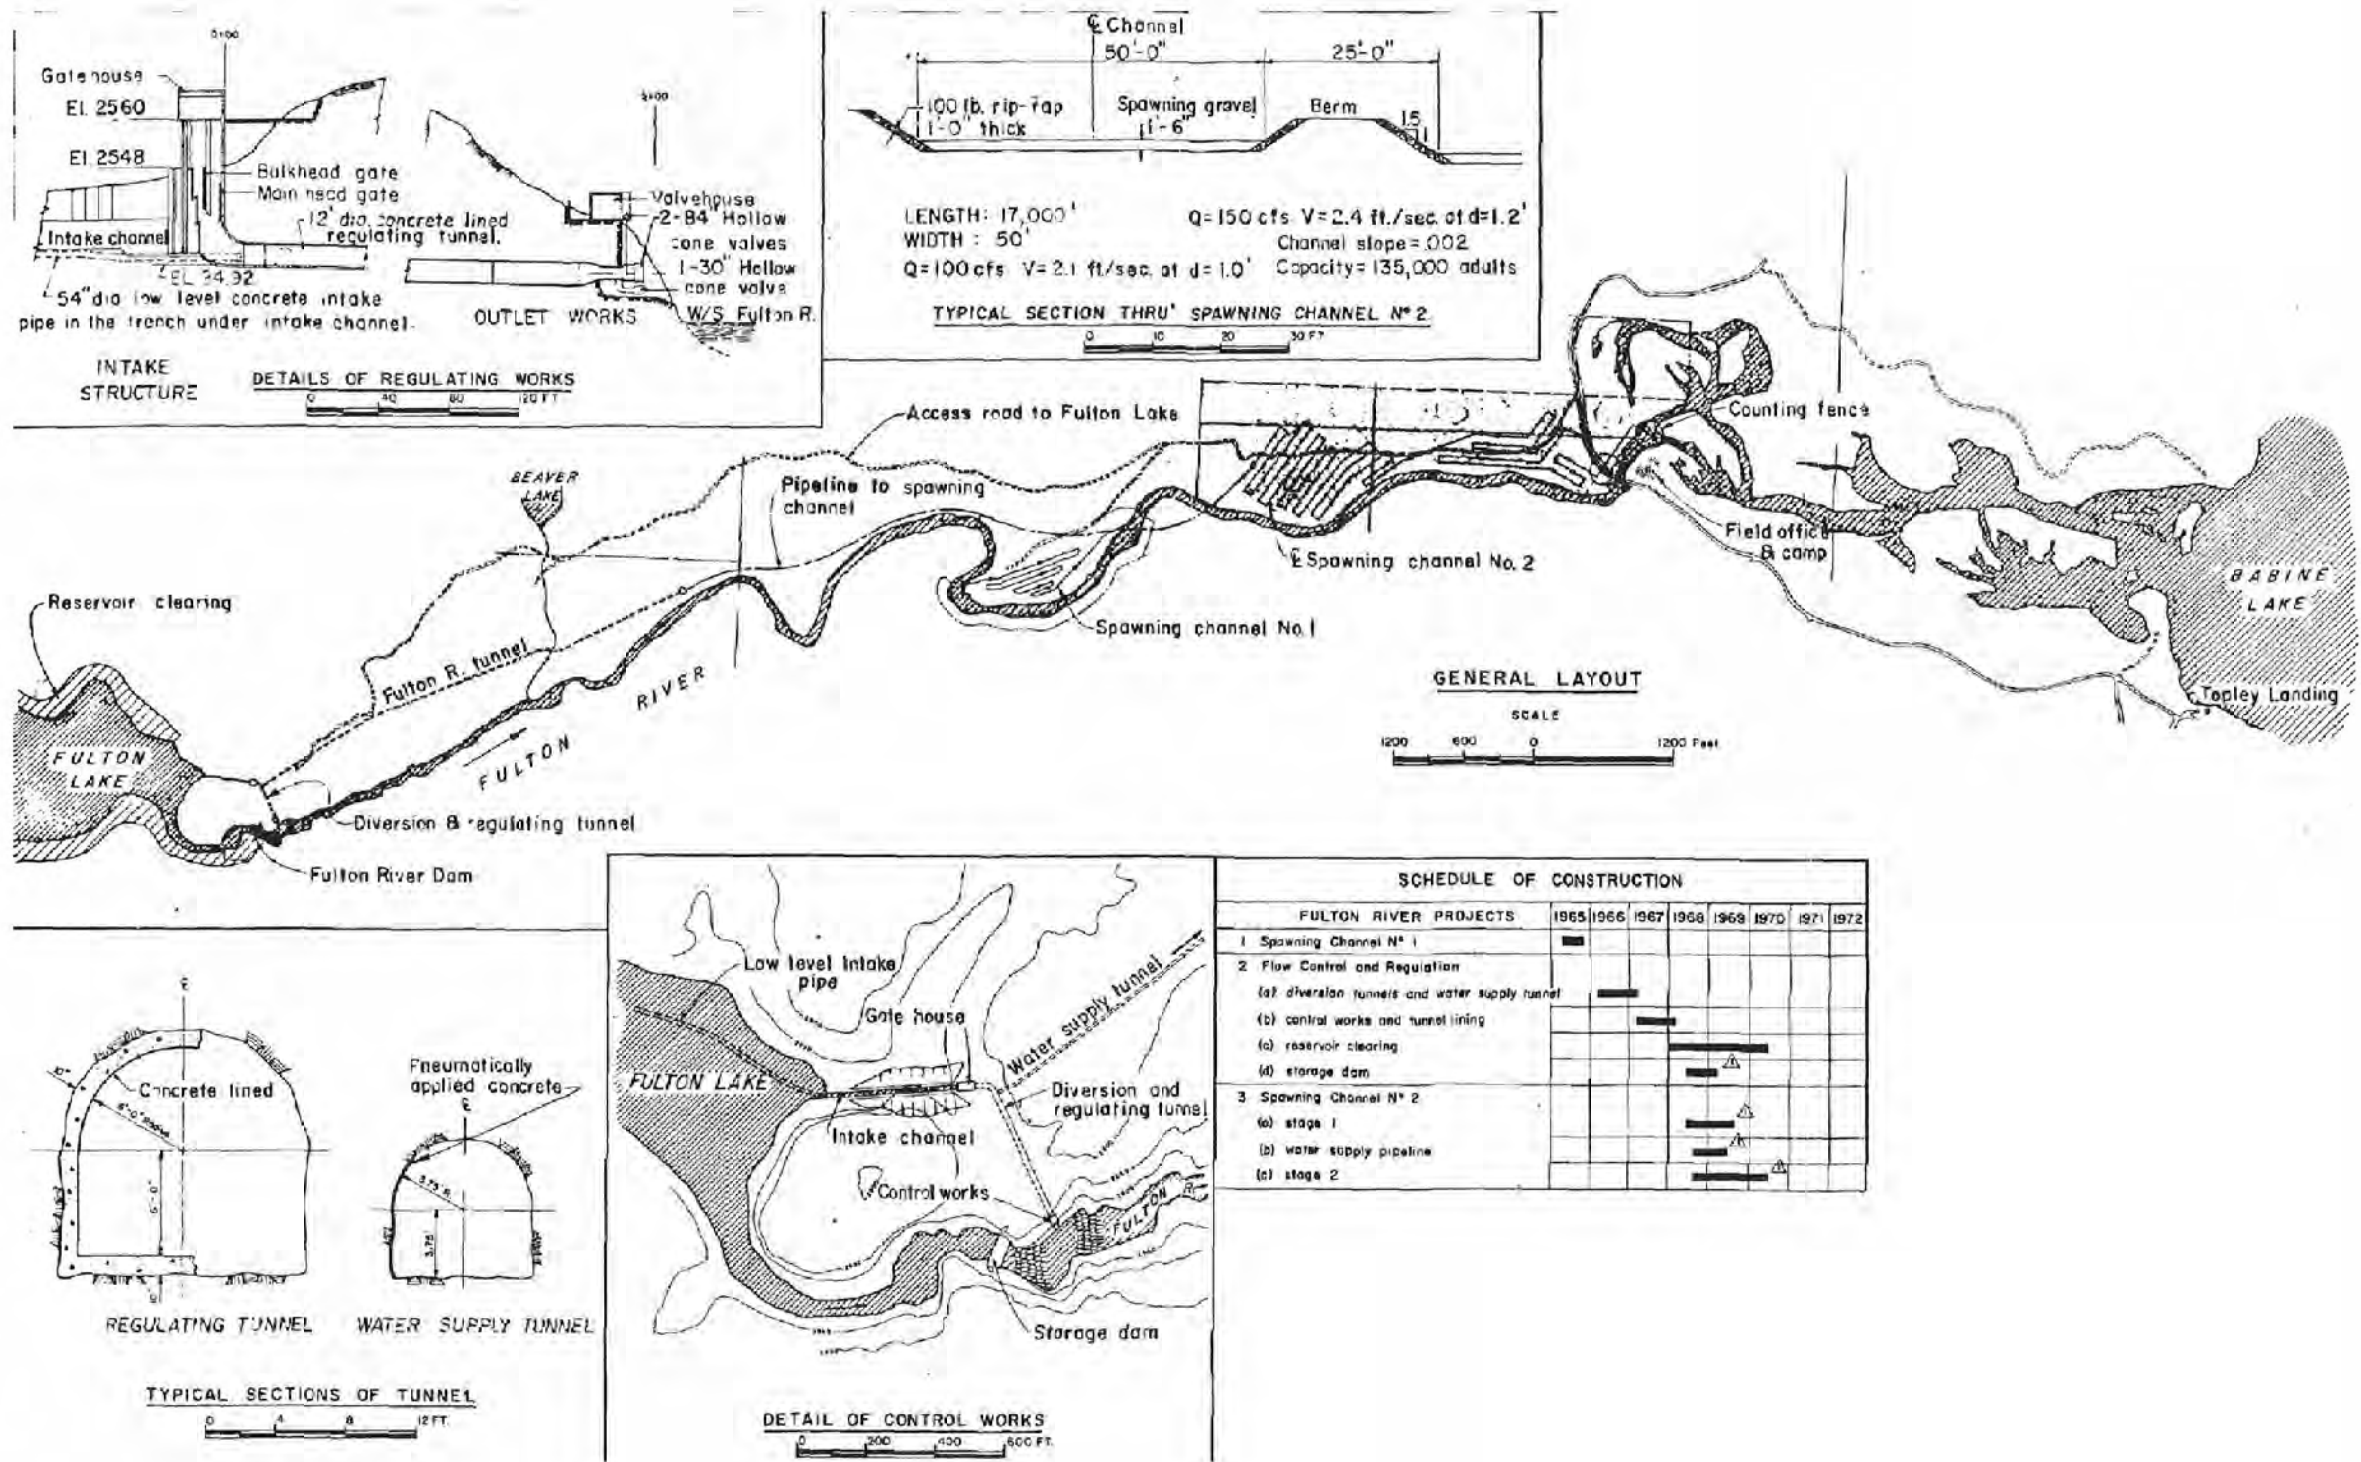 Gatehouse
El. 2560
El. 2548
Bulkhead gate
Main head gate
12' dia. concrete lined
regulating tunnel.
Intake channel
54" dia low level concrete intake
pipe in the trench under intake channel.
INTAKE
STRUCTURE
Valvehouse
2-84" Hollow
cone valves
1-30" Hollow
cone valve
OUTLET WORKS
W/S Fulton R.
DETAILS OF REGULATING WORKS
0 40 80 120 FT
℄ Channel
50'-0"
25'-0"
100 lb. rip-rap
1'-0" thick
Spawning gravel
1'-6"
Berm
1.5
1
LENGTH: 17,000'
WIDTH : 50'
Q=100 cfs V=2.1 ft/sec. at d=1.0'
Q=150 cfs V=2.4 ft./sec. at d=1.2'
Channel slope=.002
Capacity=135,000 adults
TYPICAL SECTION THRU' SPAWNING CHANNEL Nº 2
0 10 20 30 FT
Access road to Fulton Lake
BEAVER
LAKE
Pipeline to spawning
channel
Counting fence
Field office
& camp
℄ Spawning channel No. 2
Spawning channel No. 1
BABINE
LAKE
Topley Landing
Reservoir clearing
Fulton R. tunnel
FULTON RIVER
FULTON
LAKE
Diversion & regulating tunnel
Fulton River Dam
GENERAL LAYOUT
SCALE
1200 600 0 1200 Feet
℄
10"
Concrete lined
6'-0"
10"
REGULATING TUNNEL
Pneumatically
applied concrete
℄
3.75' R.
3.75'
WATER SUPPLY TUNNEL
TYPICAL SECTIONS OF TUNNEL
0 4 8 12 FT.
Low level intake
pipe
Gate house
Water supply tunnel
FULTON LAKE
Diversion and
regulating tunnel
Intake channel
Control works
FULTON R.
Storage dam
DETAIL OF CONTROL WORKS
0 200 400 600 FT.
SCHEDULE OF CONSTRUCTION
FULTON RIVER PROJECTS 1965 1966 1967 1968 1969 1970 1971 1972
1 Spawning Channel Nº 1
2 Flow Control and Regulation
(a) diversion tunnels and water supply tunnel
(b) control works and tunnel lining
(c) reservoir clearing
(d) storage dam
3 Spawning Channel Nº 2
(a) stage 1
(b) water supply pipeline
(c) stage 2